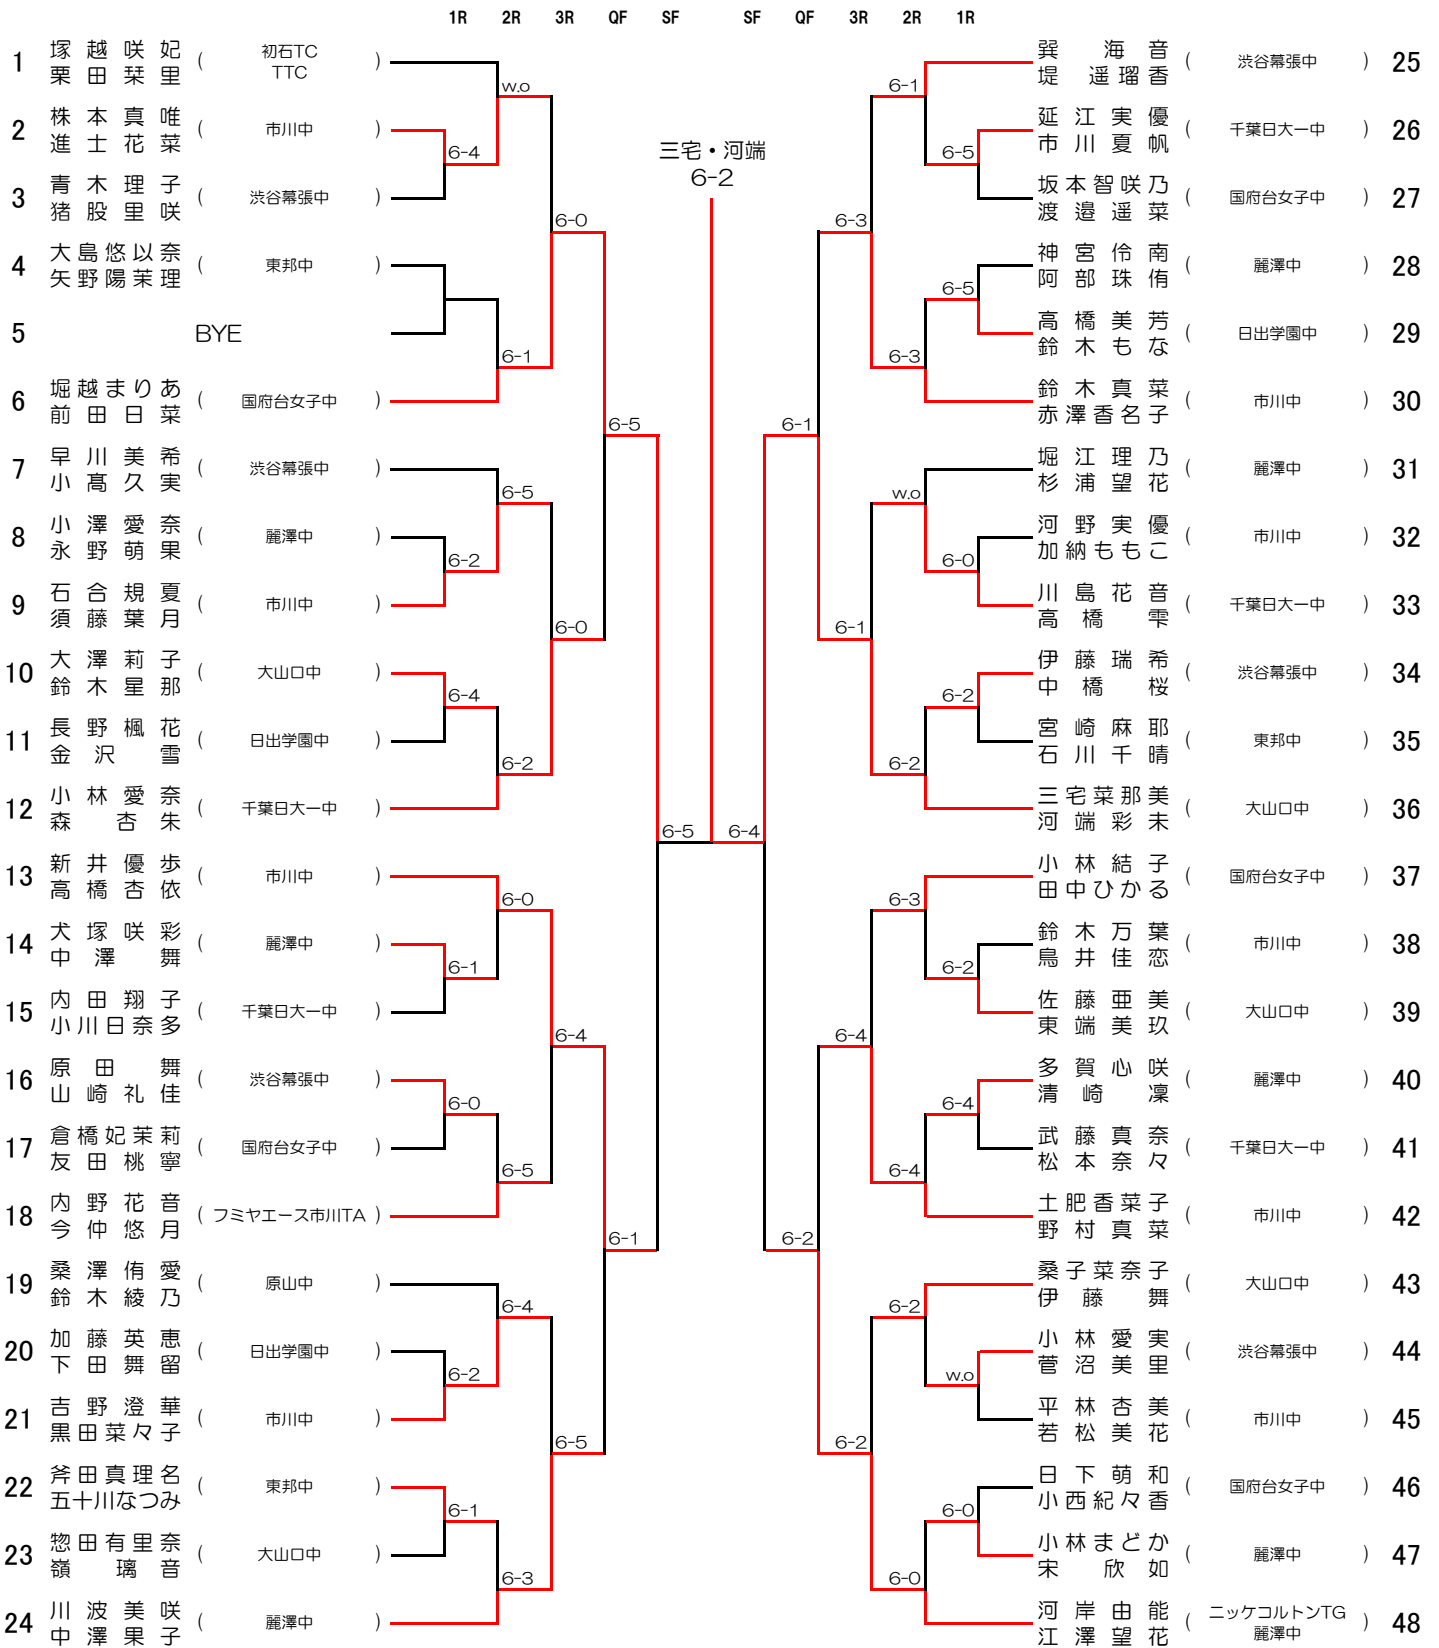 1R 2R 3R QF SF SF QF 3R 2R 1R
三宅・河端
6-2
1 塚越咲妃 栗田栞里 ( 初石TC TTC )
w.o
2 株本真唯 進士花菜 ( 市川中 )
6-4
3 青木理子 猪股里咲 ( 渋谷幕張中 )
6-0
4 大島悠以奈 矢野陽茉理 ( 東邦中 )
5 BYE
6-1
6 堀越まりあ 前田日菜 ( 国府台女子中 )
6-5
7 早川美希 小髙久実 ( 渋谷幕張中 )
6-5
8 小澤愛奈 永野萌果 ( 麗澤中 )
6-2
9 石合規夏 須藤葉月 ( 市川中 )
6-0
10 大澤莉子 鈴木星那 ( 大山口中 )
6-4
11 長野楓花 金沢雪 ( 日出学園中 )
6-2
12 小林愛奈 森杏朱 ( 千葉日大一中 )
6-5
13 新井優歩 高橋杏依 ( 市川中 )
6-0
14 犬塚咲彩 中澤舞 ( 麗澤中 )
6-1
15 内田翔子 小川日奈多 ( 千葉日大一中 )
6-4
16 原田舞 山崎礼佳 ( 渋谷幕張中 )
6-0
17 倉橋妃茉莉 友田桃寧 ( 国府台女子中 )
6-5
18 内野花音 今仲悠月 ( フミヤエース市川TA )
6-1
19 桑澤侑愛 鈴木綾乃 ( 原山中 )
6-4
20 加藤英恵 下田舞留 ( 日出学園中 )
6-2
21 吉野澄華 黒田菜々子 ( 市川中 )
6-5
22 斧田真理名 五十川なつみ ( 東邦中 )
6-1
23 惣田有里奈 嶺璃音 ( 大山口中 )
6-3
24 川波美咲 中澤果子 ( 麗澤中 )
巽海音 堤遥瑠香 ( 渋谷幕張中 ) 25
6-1
延江実優 市川夏帆 ( 千葉日大一中 ) 26
6-5
坂本智咲乃 渡邉遥菜 ( 国府台女子中 ) 27
6-3
神宮伶南 阿部珠侑 ( 麗澤中 ) 28
6-5
高橋美芳 鈴木もな ( 日出学園中 ) 29
6-3
鈴木真菜 赤澤香名子 ( 市川中 ) 30
6-1
堀江理乃 杉浦望花 ( 麗澤中 ) 31
w.o
河野実優 加納ももこ ( 市川中 ) 32
6-0
川島花音 高橋雫 ( 千葉日大一中 ) 33
6-1
伊藤瑞希 中橋桜 ( 渋谷幕張中 ) 34
6-2
宮崎麻耶 石川千晴 ( 東邦中 ) 35
6-2
三宅菜那美 河端彩未 ( 大山口中 ) 36
6-4
小林結子 田中ひかる ( 国府台女子中 ) 37
6-3
鈴木万葉 鳥井佳恋 ( 市川中 ) 38
6-2
佐藤亜美 東端美玖 ( 大山口中 ) 39
6-4
多賀心咲 清崎凜 ( 麗澤中 ) 40
6-4
武藤真奈 松本奈々 ( 千葉日大一中 ) 41
6-4
土肥香菜子 野村真菜 ( 市川中 ) 42
6-2
桑子菜奈子 伊藤舞 ( 大山口中 ) 43
6-2
小林愛実 菅沼美里 ( 渋谷幕張中 ) 44
w.o
平林杏美 若松美花 ( 市川中 ) 45
6-2
日下萌和 小西紀々香 ( 国府台女子中 ) 46
6-0
小林まどか 宋欣如 ( 麗澤中 ) 47
6-0
河岸由能 江澤望花 ( ニッケコルトンTG 麗澤中 ) 48